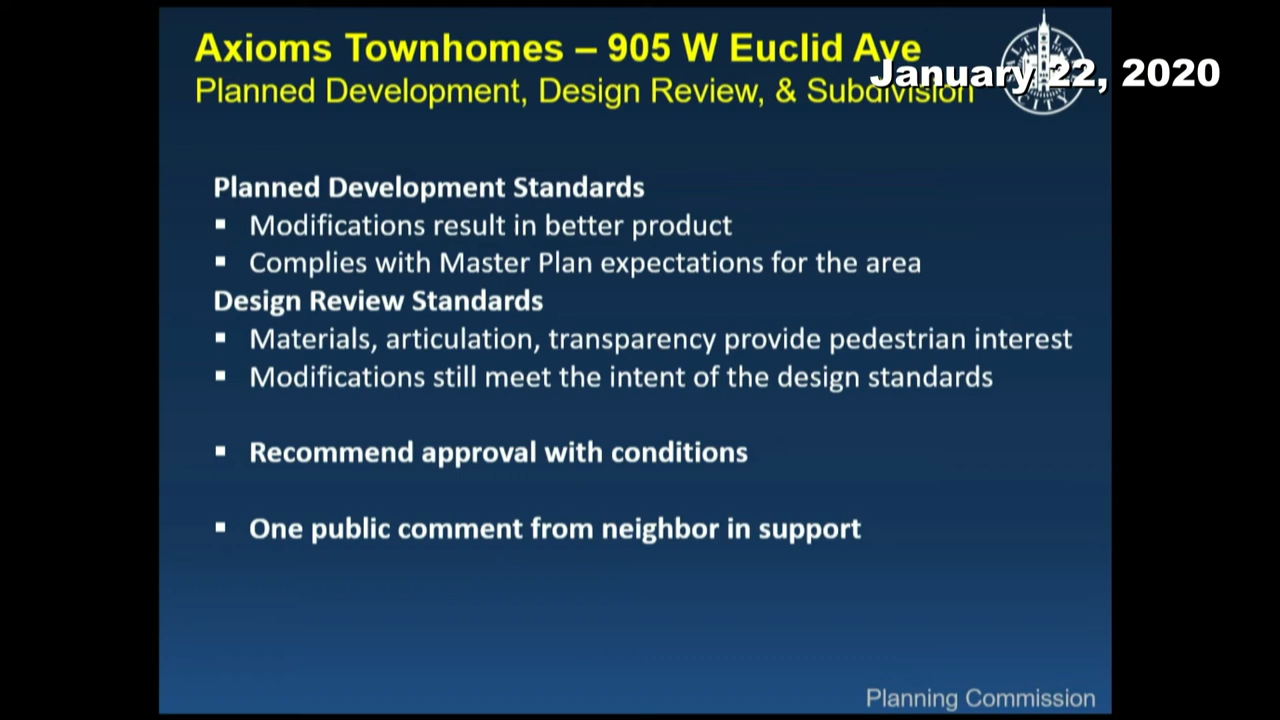 Axioms Townhomes – 905 W Euclid Ave
January 22, 2020
Planned Development, Design Review, & Subdivision
SALT LAKE CITY
Planned Development Standards
▪ Modifications result in better product
▪ Complies with Master Plan expectations for the area
Design Review Standards
▪ Materials, articulation, transparency provide pedestrian interest
▪ Modifications still meet the intent of the design standards
▪ Recommend approval with conditions
▪ One public comment from neighbor in support
Planning Commission